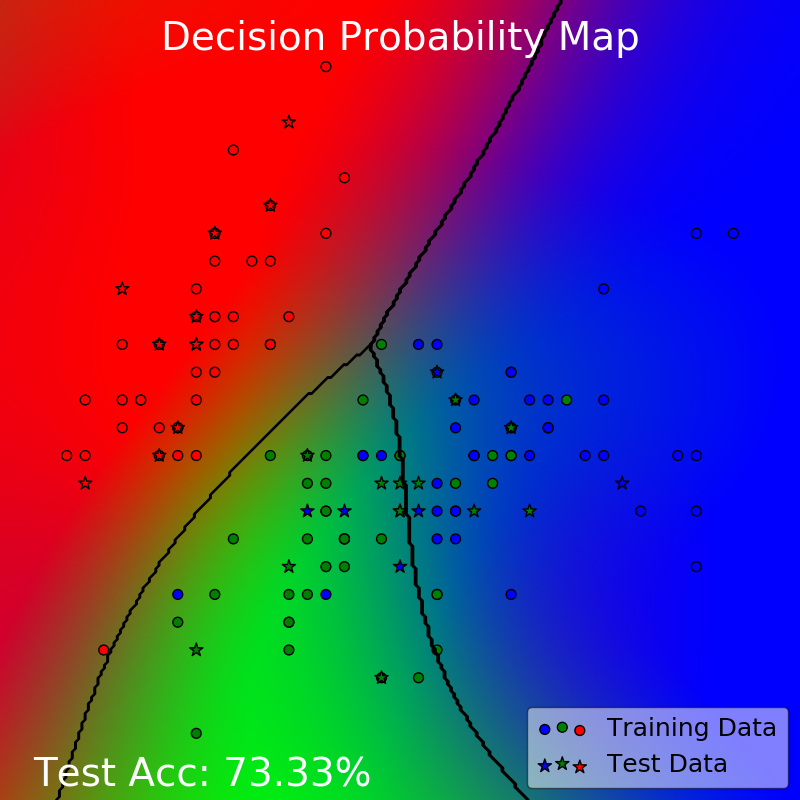 Decision Probability Map
Training Data
Test Data
Test Acc: 73.33%